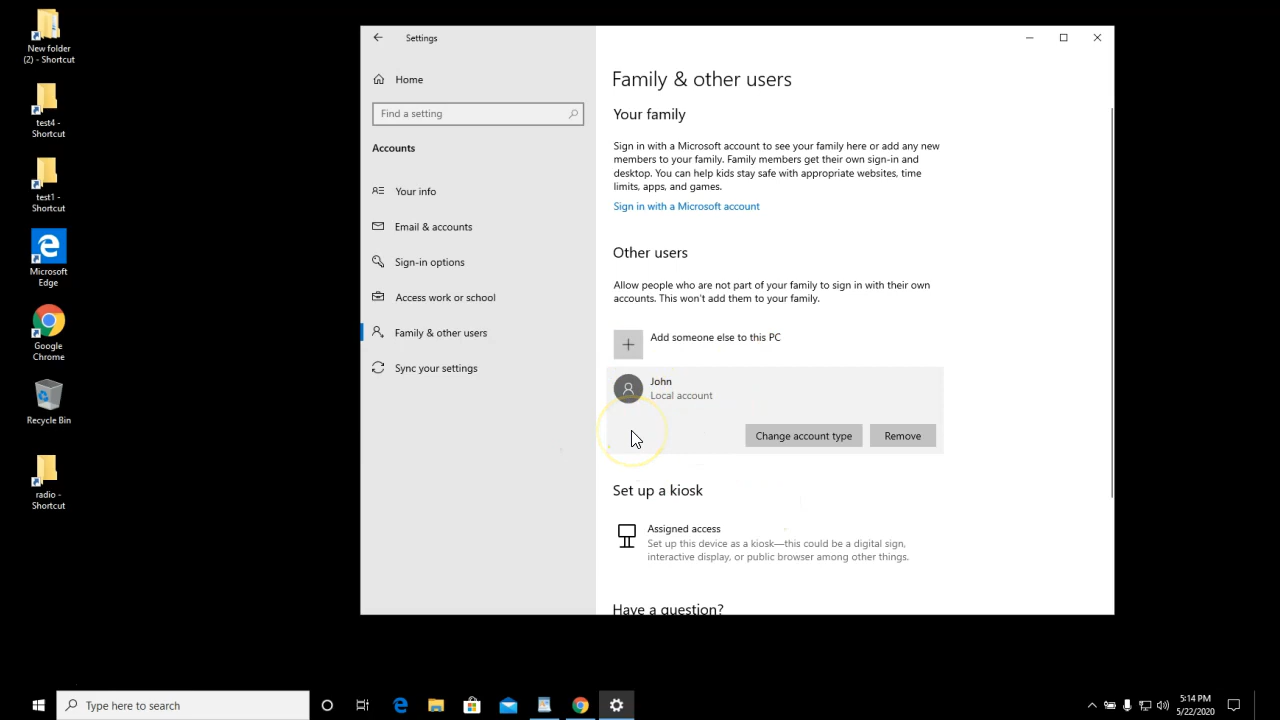 New folder
(2) - Shortcut
test4 -
Shortcut
test1 -
Shortcut
Microsoft
Edge
Google
Chrome
Recycle Bin
radio -
Shortcut
Settings
Home
Find a setting
Accounts
Your info
Email & accounts
Sign-in options
Access work or school
Family & other users
Sync your settings
Family & other users
Your family
Sign in with a Microsoft account to see your family here or add any new
members to your family. Family members get their own sign-in and
desktop. You can help kids stay safe with appropriate websites, time
limits, apps, and games.
Sign in with a Microsoft account
Other users
Allow people who are not part of your family to sign in with their own
accounts. This won't add them to your family.
Add someone else to this PC
John
Local account
Change account type
Remove
Set up a kiosk
Assigned access
Set up this device as a kiosk—this could be a digital sign,
interactive display, or public browser among other things.
Have a question?
Type here to search
5:14 PM
5/22/2020